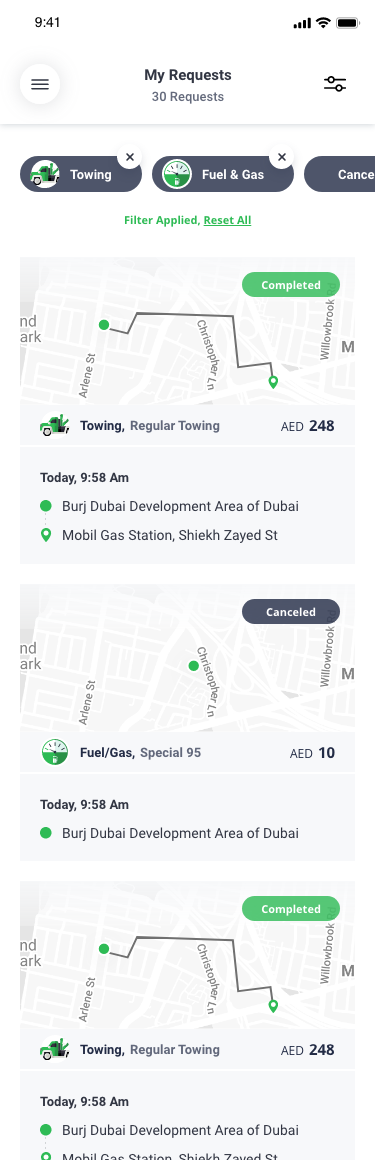 9:41
My Requests
30 Requests
Towing
Fuel & Gas
Cance
Filter Applied, Reset All
Completed
nd
ark
Arlene St
Christopher Ln
Willowbrook Rd
M
Towing, Regular Towing
AED 248
Today, 9:58 Am
Burj Dubai Development Area of Dubai
Mobil Gas Station, Shiekh Zayed St
Canceled
nd
ark
Arlene St
Christopher Ln
Willowbrook Rd
M
Fuel/Gas, Special 95
AED 10
Today, 9:58 Am
Burj Dubai Development Area of Dubai
Completed
nd
ark
Arlene St
Christopher Ln
Willowbrook Rd
M
Towing, Regular Towing
AED 248
Today, 9:58 Am
Burj Dubai Development Area of Dubai
Mobil Gas Station, Shiekh Zayed St